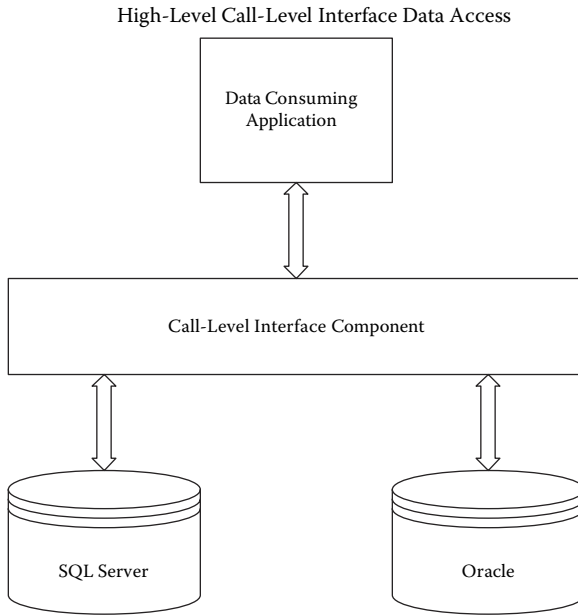 High-Level Call-Level Interface Data Access
Data Consuming
Application
Call-Level Interface Component
SQL Server
Oracle